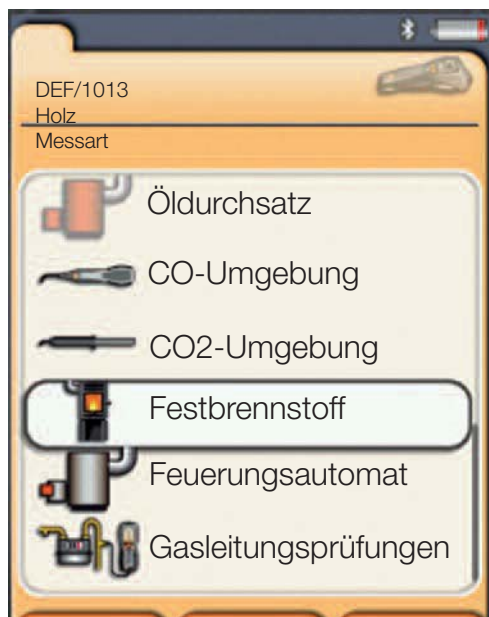 DEF/1013
Holz
Messart
Öldurchsatz
CO-Umgebung
CO2-Umgebung
Festbrennstoff
Feuerungsautomat
Gasleitungsprüfungen